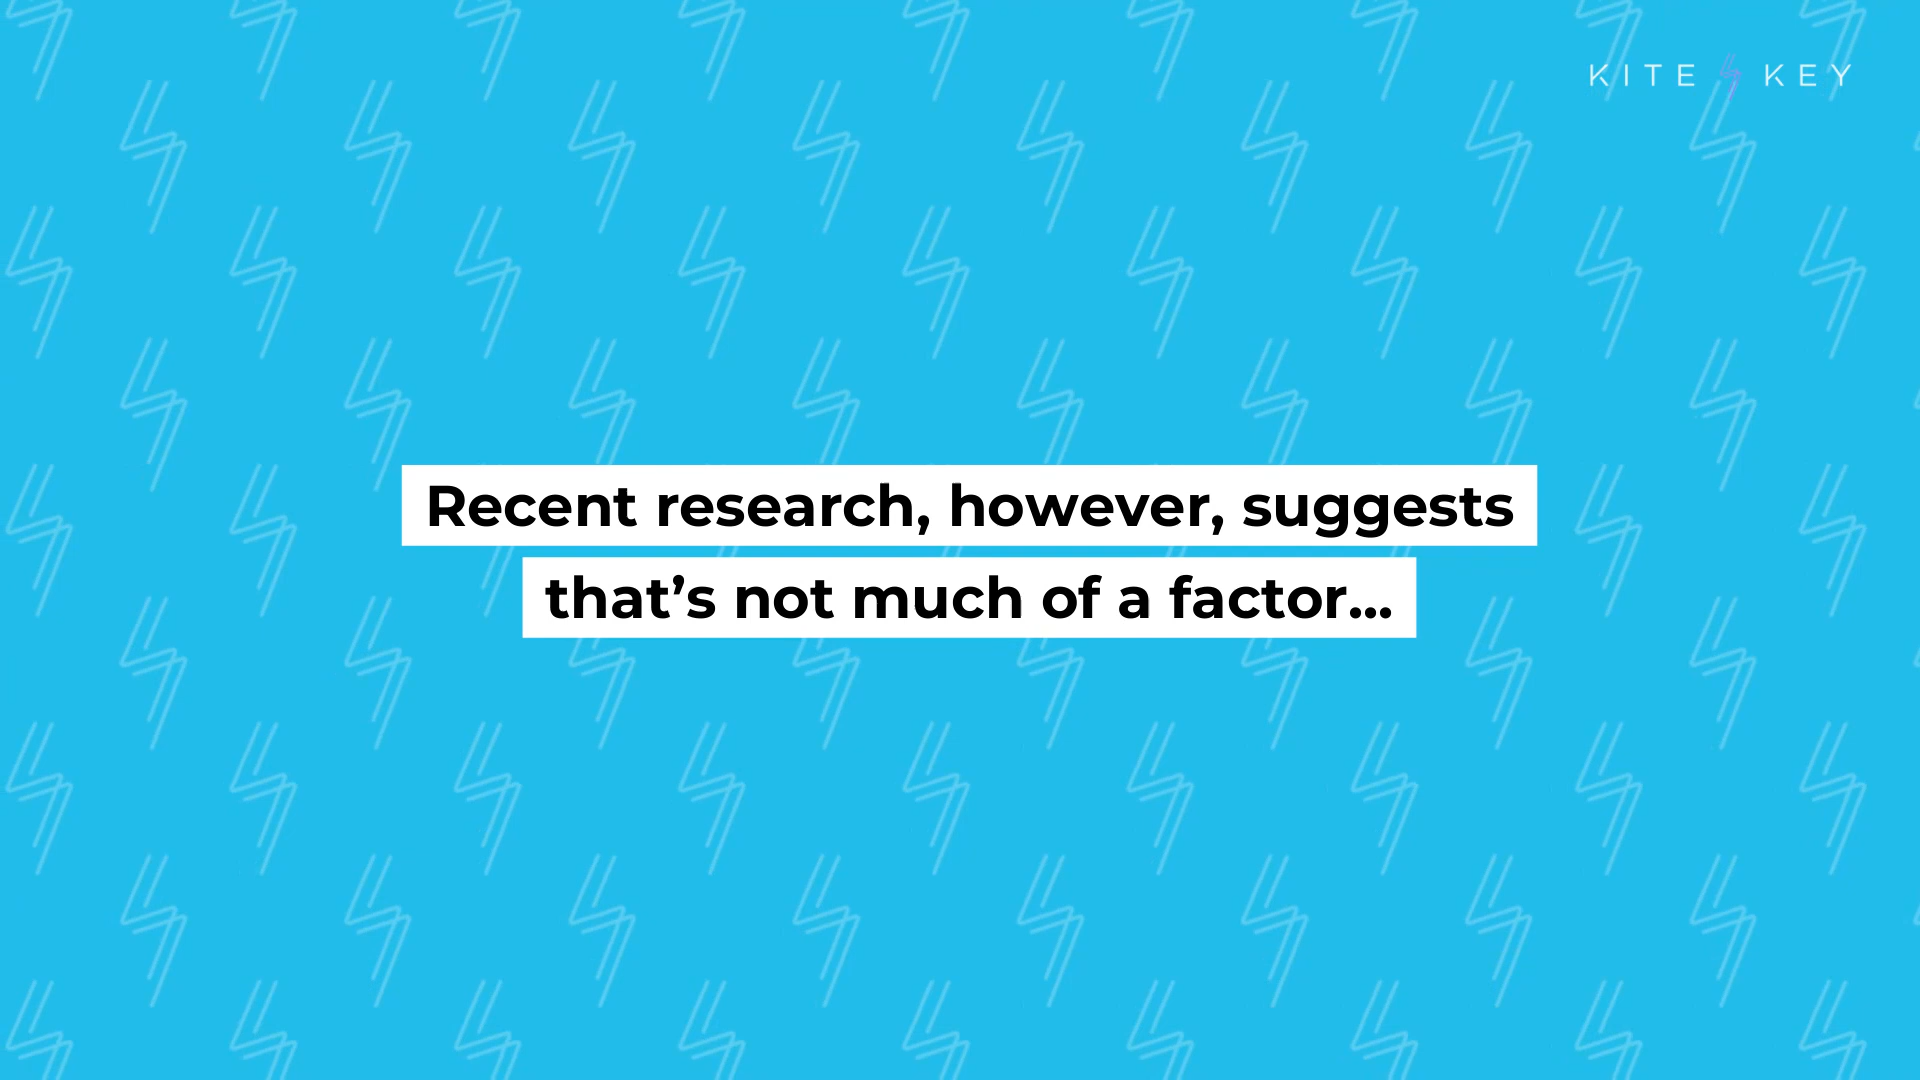 KITE KEY
Recent research, however, suggests
that’s not much of a factor...